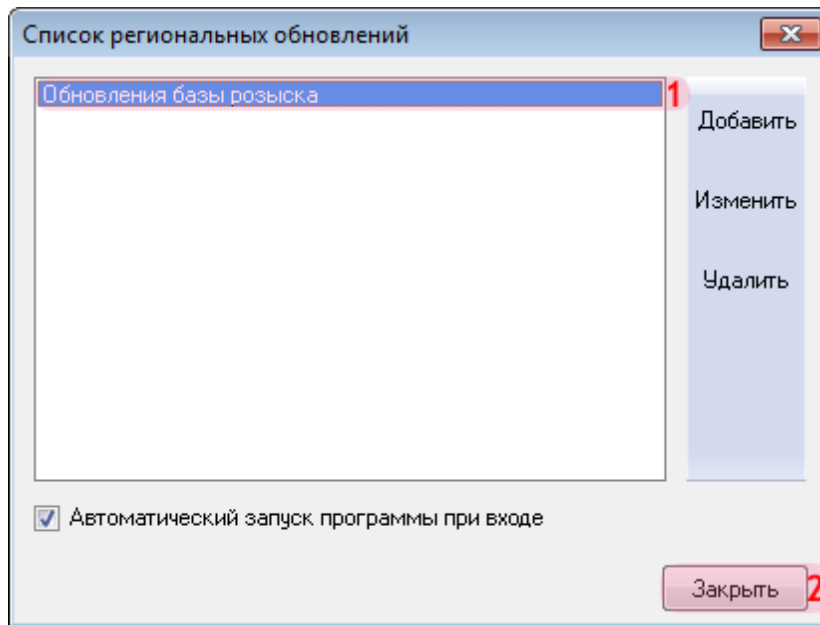 Список региональных обновлений
Обновления базы розыска 1
Добавить
Изменить
Удалить
Автоматический запуск программы при входе
Закрыть 2